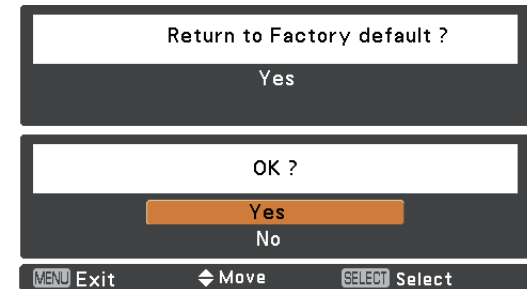 Return to Factory default ?
Yes
OK ?
Yes
No
MENU Exit Move SELECT Select